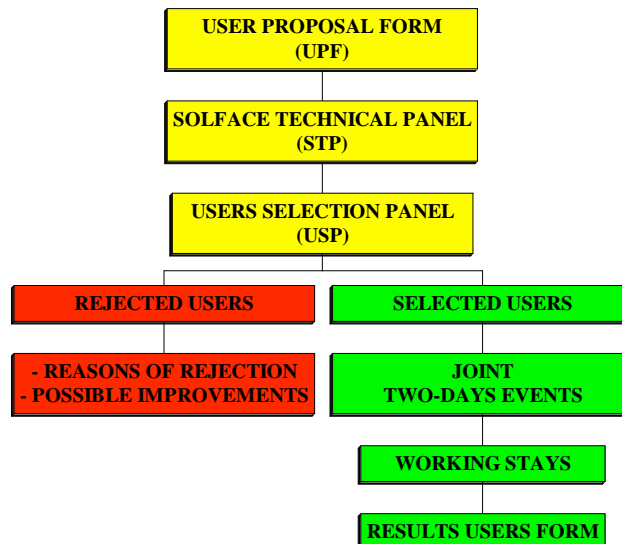 USER PROPOSAL FORM
(UPF)
SOLFACE TECHNICAL PANEL
(STP)
USERS SELECTION PANEL
(USP)
REJECTED USERS
SELECTED USERS
- REASONS OF REJECTION
- POSSIBLE IMPROVEMENTS
JOINT
TWO-DAYS EVENTS
WORKING STAYS
RESULTS USERS FORM